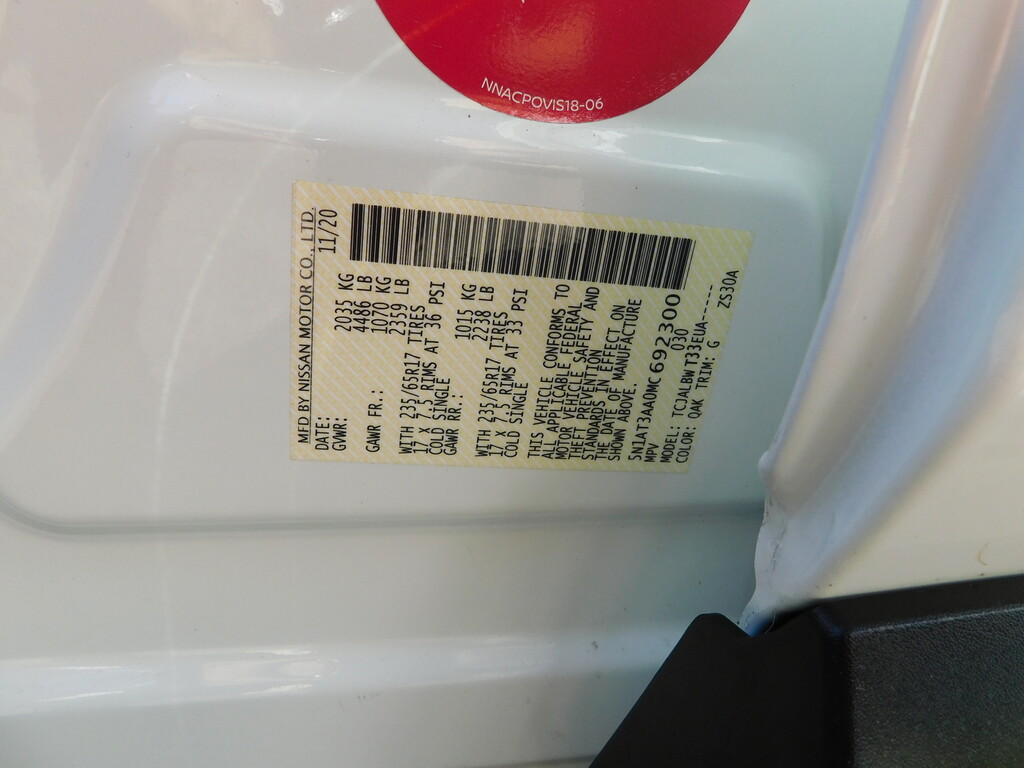 NNACPOVIS18-06
MFD BY NISSAN MOTOR CO., LTD.
DATE: 11/20
GVWR: 2035 KG
4486 LB
GAWR FR.: 1070 KG
2359 LB
WITH 235/65R17 TIRES
17 X 7.5 RIMS AT 36 PSI
COLD SINGLE
GAWR RR.: 1015 KG
2238 LB
WITH 235/65R17 TIRES
17 X 7.5 RIMS AT 33 PSI
COLD SINGLE
THIS VEHICLE CONFORMS TO
ALL APPLICABLE FEDERAL
MOTOR VEHICLE SAFETY AND
THEFT PREVENTION
STANDARDS IN EFFECT ON
THE DATE OF MANUFACTURE
SHOWN ABOVE.
5N1AT3AA0MC692300
MPV 030
MODEL: TCJALBW T33EUA------
COLOR: QAK TRIM: G ZS30A